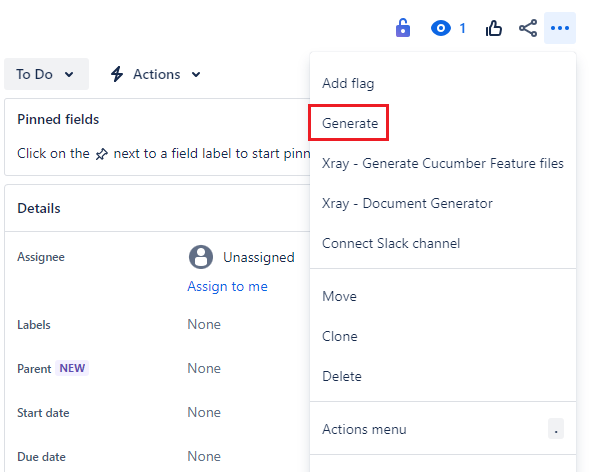 1
To Do
Actions
Add flag
Pinned fields
Generate
Click on the next to a field label to start pinn
Xray - Generate Cucumber Feature files
Details
Xray - Document Generator
Assignee
Unassigned
Connect Slack channel
Assign to me
Move
Labels
None
Clone
Parent NEW
None
Delete
Start date
None
Actions menu
.
Due date
None